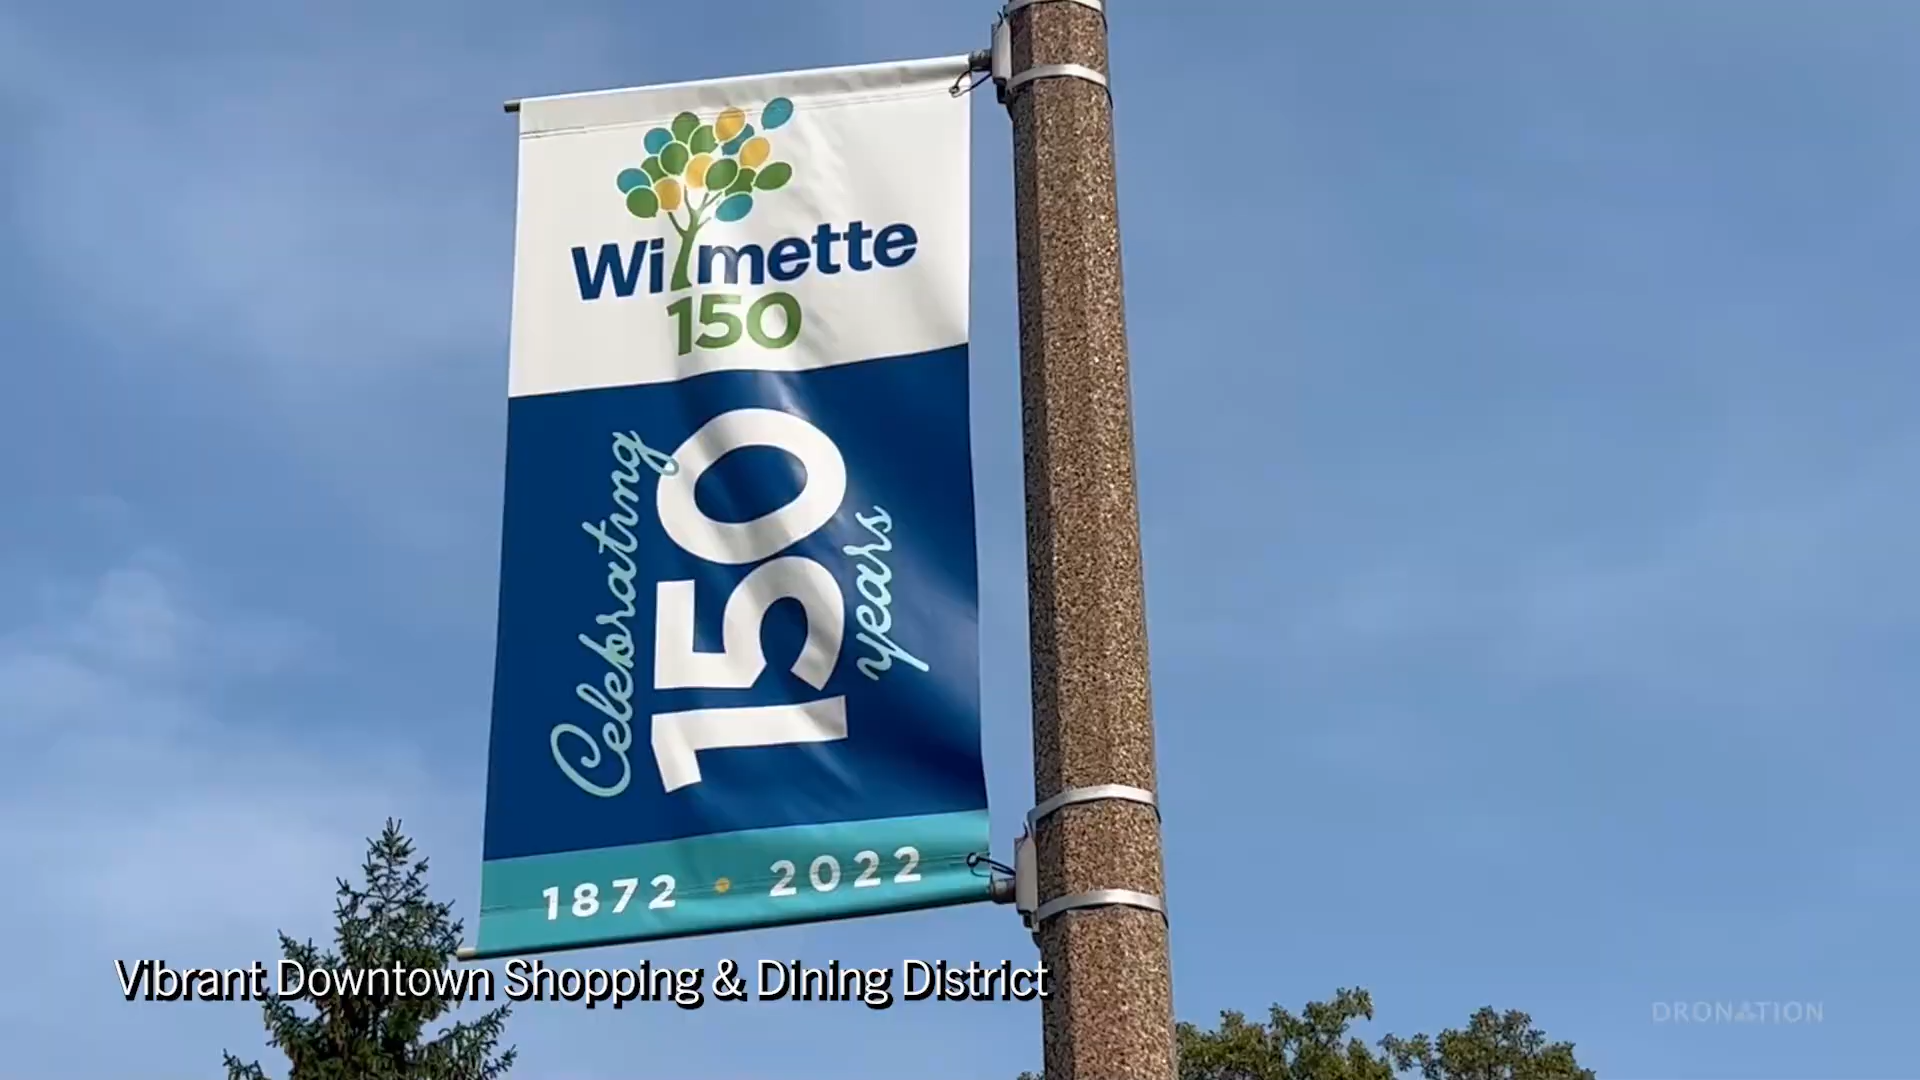 Wilmette
150
Celebrating
150
years
1872 • 2022
Vibrant Downtown Shopping & Dining District
DRONATION